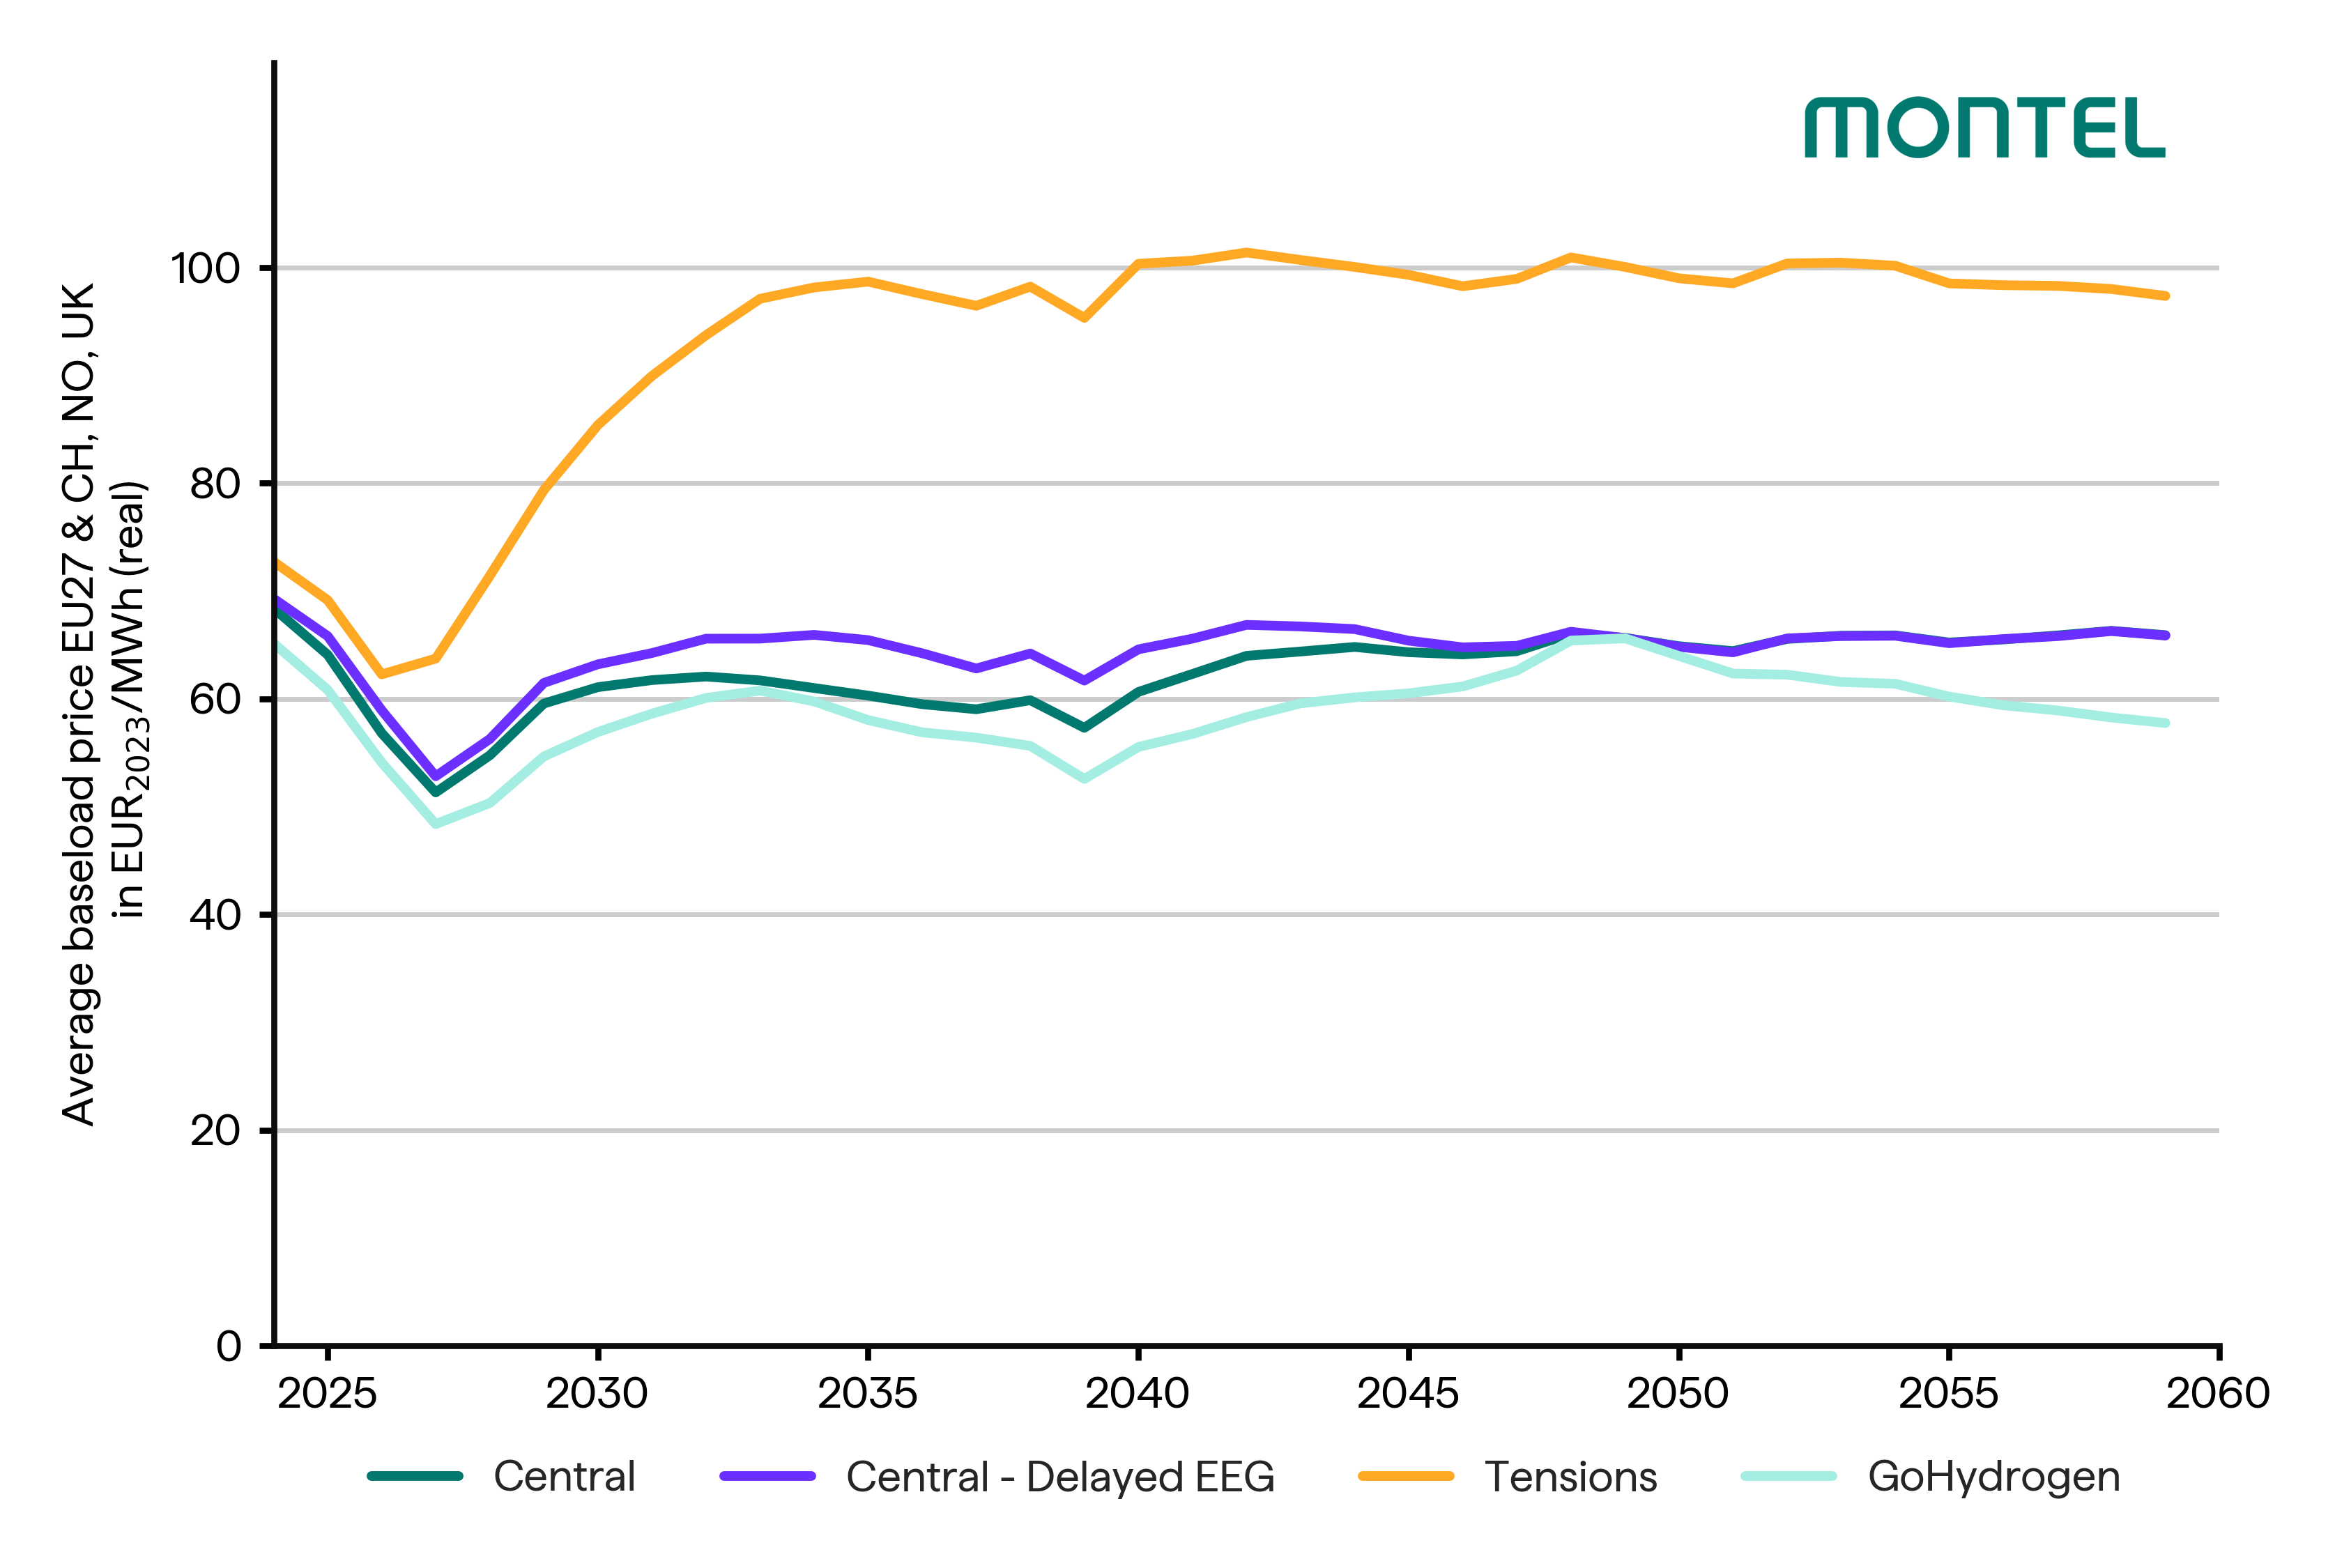 MONTEL
Average baseload price EU27 & CH, NO, UK
in EUR₂₀₂₃/MWh (real)
100
80
60
40
20
0
2025 2030 2035 2040 2045 2050 2055 2060
Central Central - Delayed EEG Tensions GoHydrogen